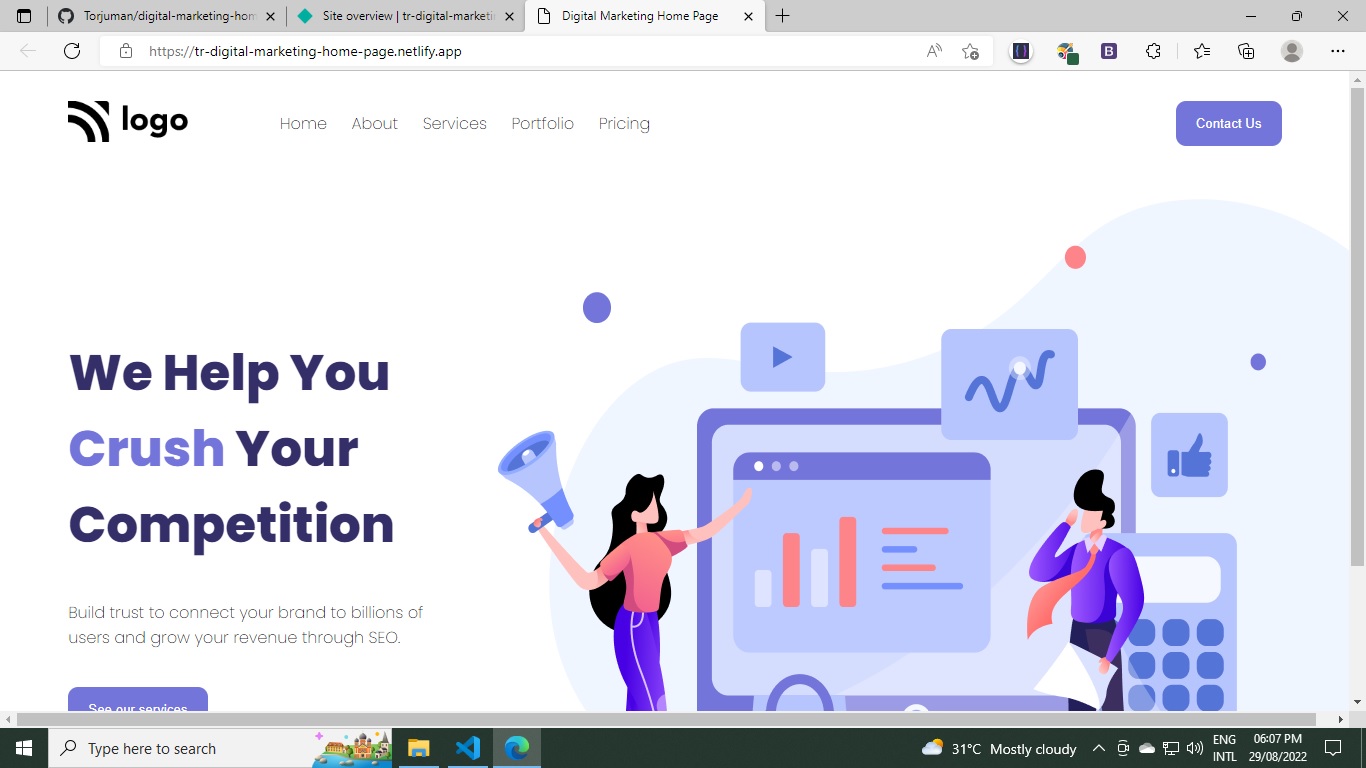 Torjuman/digital-marketing-hom
Site overview | tr-digital-marketi
Digital Marketing Home Page
https://tr-digital-marketing-home-page.netlify.app
logo
Home
About
Services
Portfolio
Pricing
Contact Us
We Help You
Crush Your
Competition
Build trust to connect your brand to billions of
users and grow your revenue through SEO.
See our services
Type here to search
31°C Mostly cloudy
ENG
INTL
06:07 PM
29/08/2022